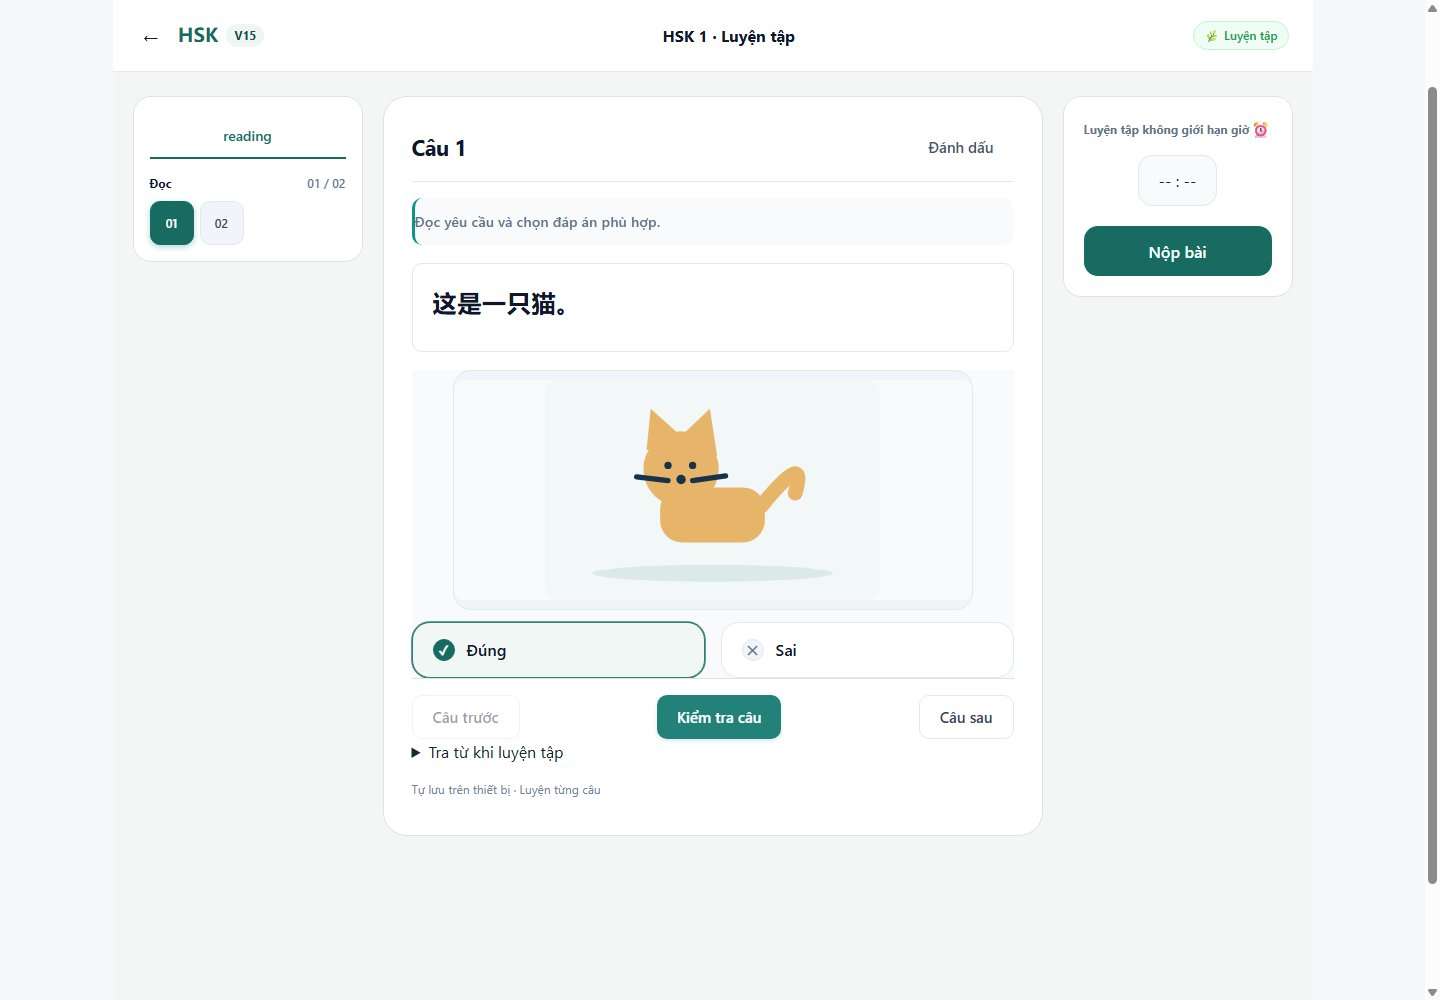 ← HSK V15
HSK 1 · Luyện tập
Luyện tập
reading
Đọc 01 / 02
01 02
Câu 1 Đánh dấu
Đọc yêu cầu và chọn đáp án phù hợp.
这是一只猫。
Đúng Sai
Câu trước Kiểm tra câu Câu sau
Tra từ khi luyện tập
Tự lưu trên thiết bị · Luyện từng câu
Luyện tập không giới hạn giờ
-- : --
Nộp bài